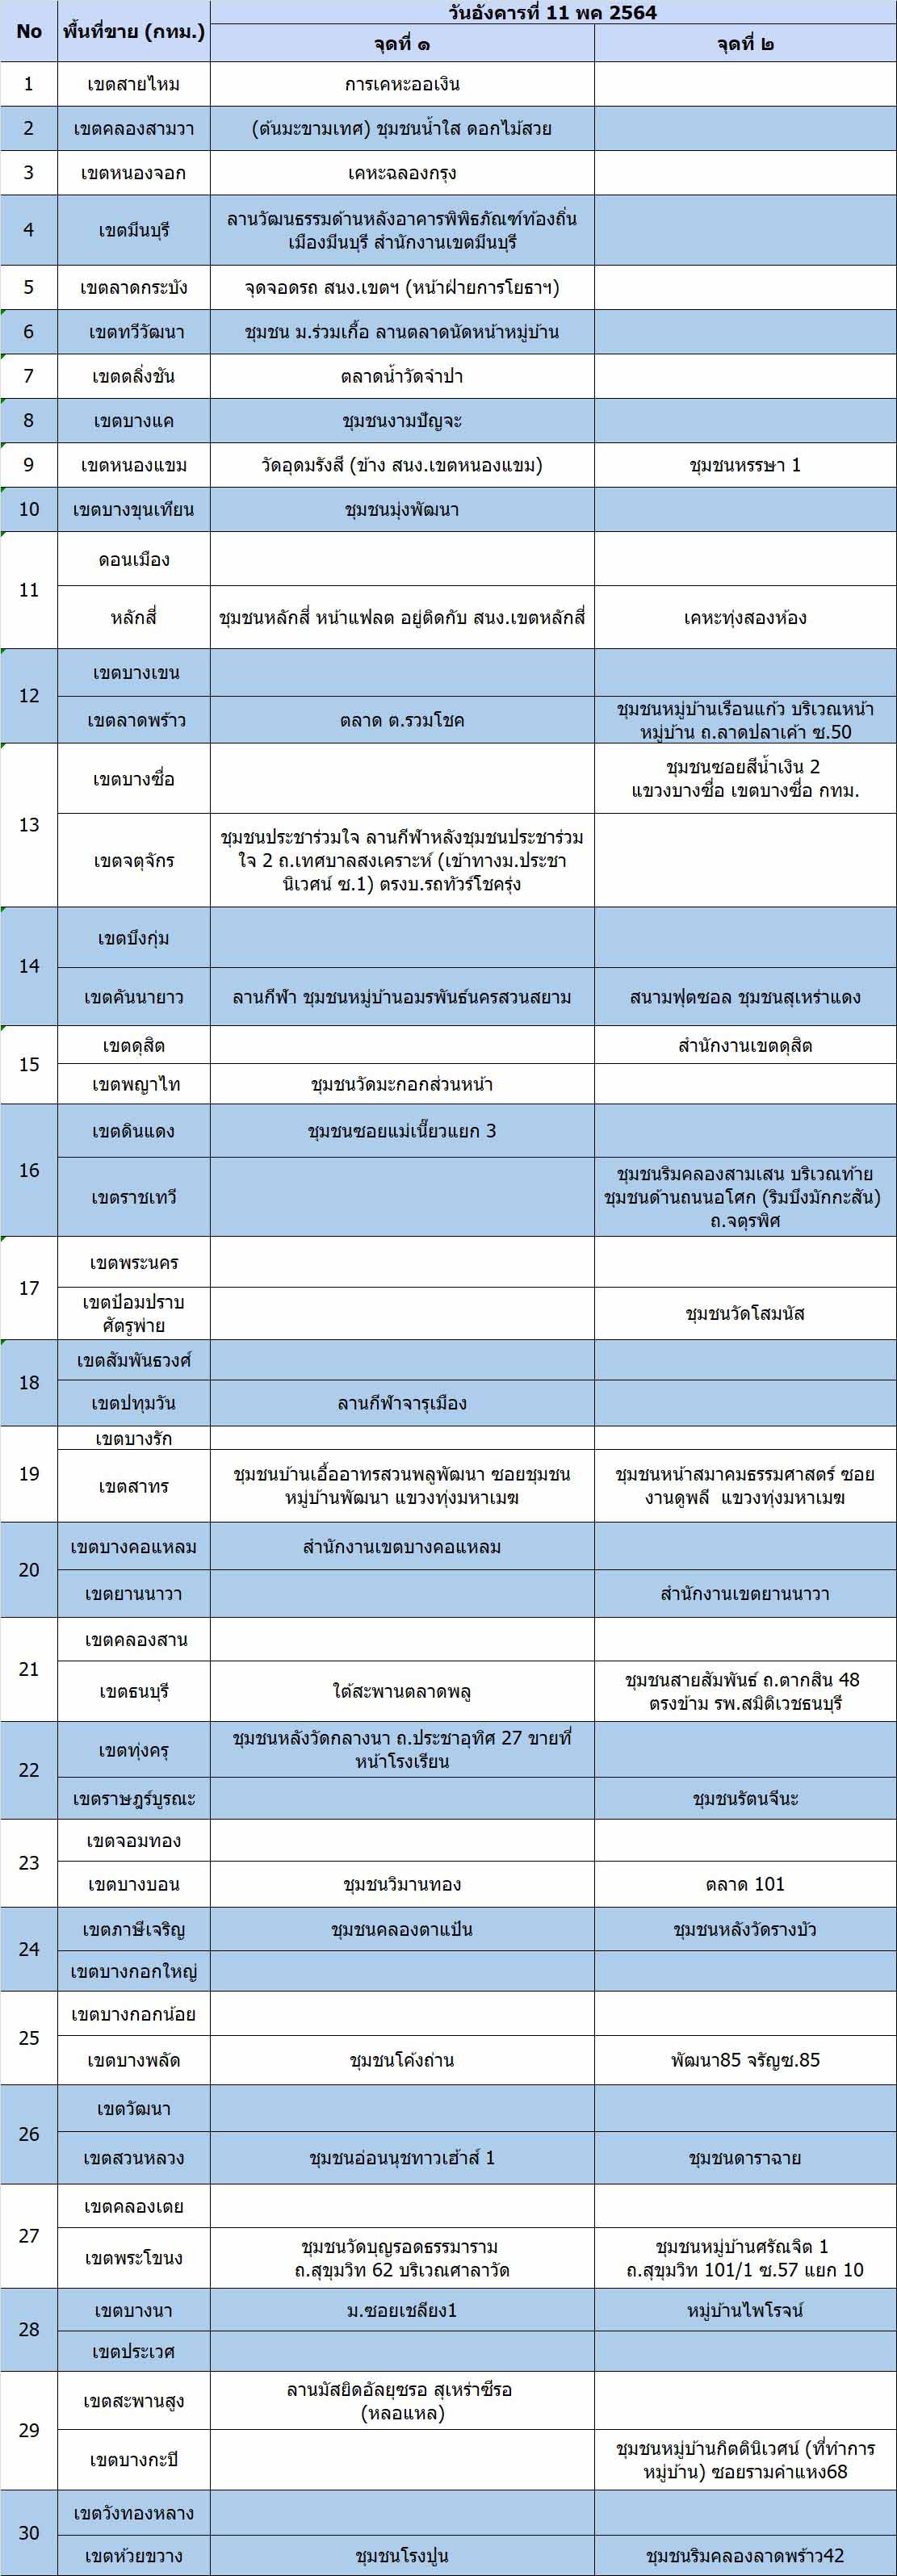 No
พื้นที่ขาย (กทม.)
วันอังคารที่ 11 พค 2564
จุดที่ ๑
จุดที่ ๒
1
เขตสายไหม
การเคหะออเงิน
2
เขตคลองสามวา
(ต้นมะขามเทศ) ชุมชนน้ำใส ดอกไม้สวย
3
เขตหนองจอก
เคหะฉลองกรุง
4
เขตมีนบุรี
ลานวัฒนธรรมด้านหลังอาคารพิพิธภัณฑ์ท้องถิ่น
เมืองมีนบุรี สำนักงานเขตมีนบุรี
5
เขตลาดกระบัง
จุดจอดรถ สนง.เขตฯ (หน้าฝ่ายการโยธาฯ)
6
เขตทวีวัฒนา
ชุมชน ม.ร่วมเกื้อ ลานตลาดนัดหน้าหมู่บ้าน
7
เขตตลิ่งชัน
ตลาดน้ำวัดจำปา
8
เขตบางแค
ชุมชนงามปัญจะ
9
เขตหนองแขม
วัดอุดมรังสี (ข้าง สนง.เขตหนองแขม)
ชุมชนหรรษา 1
10
เขตบางขุนเทียน
ชุมชนมุ่งพัฒนา
11
ดอนเมือง
หลักสี่
ชุมชนหลักสี่ หน้าแฟลต อยู่ติดกับ สนง.เขตหลักสี่
เคหะทุ่งสองห้อง
12
เขตบางเขน
เขตลาดพร้าว
ตลาด ต.รวมโชค
ชุมชนหมู่บ้านเรือนแก้ว บริเวณหน้า
หมู่บ้าน ถ.ลาดปลาเค้า ซ.50
13
เขตบางซื่อ
ชุมชนซอยสีน้ำเงิน 2
แขวงบางซื่อ เขตบางซื่อ กทม.
เขตจตุจักร
ชุมชนประชาร่วมใจ ลานกีฬาหลังชุมชนประชาร่วม
ใจ 2 ถ.เทศบาลสงเคราะห์ (เข้าทางม.ประชา
นิเวศน์ ซ.1) ตรงบ.รถทัวร์โชครุ่ง
14
เขตบึงกุ่ม
เขตคันนายาว
ลานกีฬา ชุมชนหมู่บ้านอมรพันธ์นครสวนสยาม
สนามฟุตซอล ชุมชนสุเหร่าแดง
15
เขตดุสิต
สำนักงานเขตดุสิต
เขตพญาไท
ชุมชนวัดมะกอกส่วนหน้า
16
เขตดินแดง
ชุมชนซอยแม่เนี๊ยวแยก 3
เขตราชเทวี
ชุมชนริมคลองสามเสน บริเวณท้าย
ชุมชนด้านถนนอโศก (ริมบึงมักกะสัน)
ถ.จตุรพิศ
17
เขตพระนคร
เขตป้อมปราบ
ศัตรูพ่าย
ชุมชนวัดโสมนัส
18
เขตสัมพันธวงศ์
เขตปทุมวัน
ลานกีฬาจารุเมือง
19
เขตบางรัก
เขตสาทร
ชุมชนบ้านเอื้ออาทรสวนพลูพัฒนา ซอยชุมชน
หมู่บ้านพัฒนา แขวงทุ่งมหาเมฆ
ชุมชนหน้าสมาคมธรรมศาสตร์ ซอย
งานดูพลี แขวงทุ่งมหาเมฆ
20
เขตบางคอแหลม
สำนักงานเขตบางคอแหลม
เขตยานนาวา
สำนักงานเขตยานนาวา
21
เขตคลองสาน
เขตธนบุรี
ใต้สะพานตลาดพลู
ชุมชนสายสัมพันธ์ ถ.ตากสิน 48
ตรงข้าม รพ.สมิติเวชธนบุรี
22
เขตทุ่งครุ
ชุมชนหลังวัดกลางนา ถ.ประชาอุทิศ 27 ขายที่
หน้าโรงเรียน
เขตราษฎร์บูรณะ
ชุมชนรัตนจีนะ
23
เขตจอมทอง
เขตบางบอน
ชุมชนวิมานทอง
ตลาด 101
24
เขตภาษีเจริญ
ชุมชนคลองตาแป้น
ชุมชนหลังวัดรางบัว
เขตบางกอกใหญ่
25
เขตบางกอกน้อย
เขตบางพลัด
ชุมชนโค้งถ่าน
พัฒนา85 จรัญซ.85
26
เขตวัฒนา
เขตสวนหลวง
ชุมชนอ่อนนุชทาวเฮ้าส์ 1
ชุมชนดาราฉาย
27
เขตคลองเตย
เขตพระโขนง
ชุมชนวัดบุญรอดธรรมาราม
ถ.สุขุมวิท 62 บริเวณศาลาวัด
ชุมชนหมู่บ้านศรัณจิต 1
ถ.สุขุมวิท 101/1 ซ.57 แยก 10
28
เขตบางนา
ม.ซอยเชลียง1
หมู่บ้านไพโรจน์
เขตประเวศ
29
เขตสะพานสูง
ลานมัสยิดอัลยุซรอ สุเหร่าซีรอ
(หลอแหล)
เขตบางกะปิ
ชุมชนหมู่บ้านกิตตินิเวศน์ (ที่ทำการ
หมู่บ้าน) ซอยรามคำแหง68
30
เขตวังทองหลาง
เขตห้วยขวาง
ชุมชนโรงปูน
ชุมชนริมคลองลาดพร้าว42